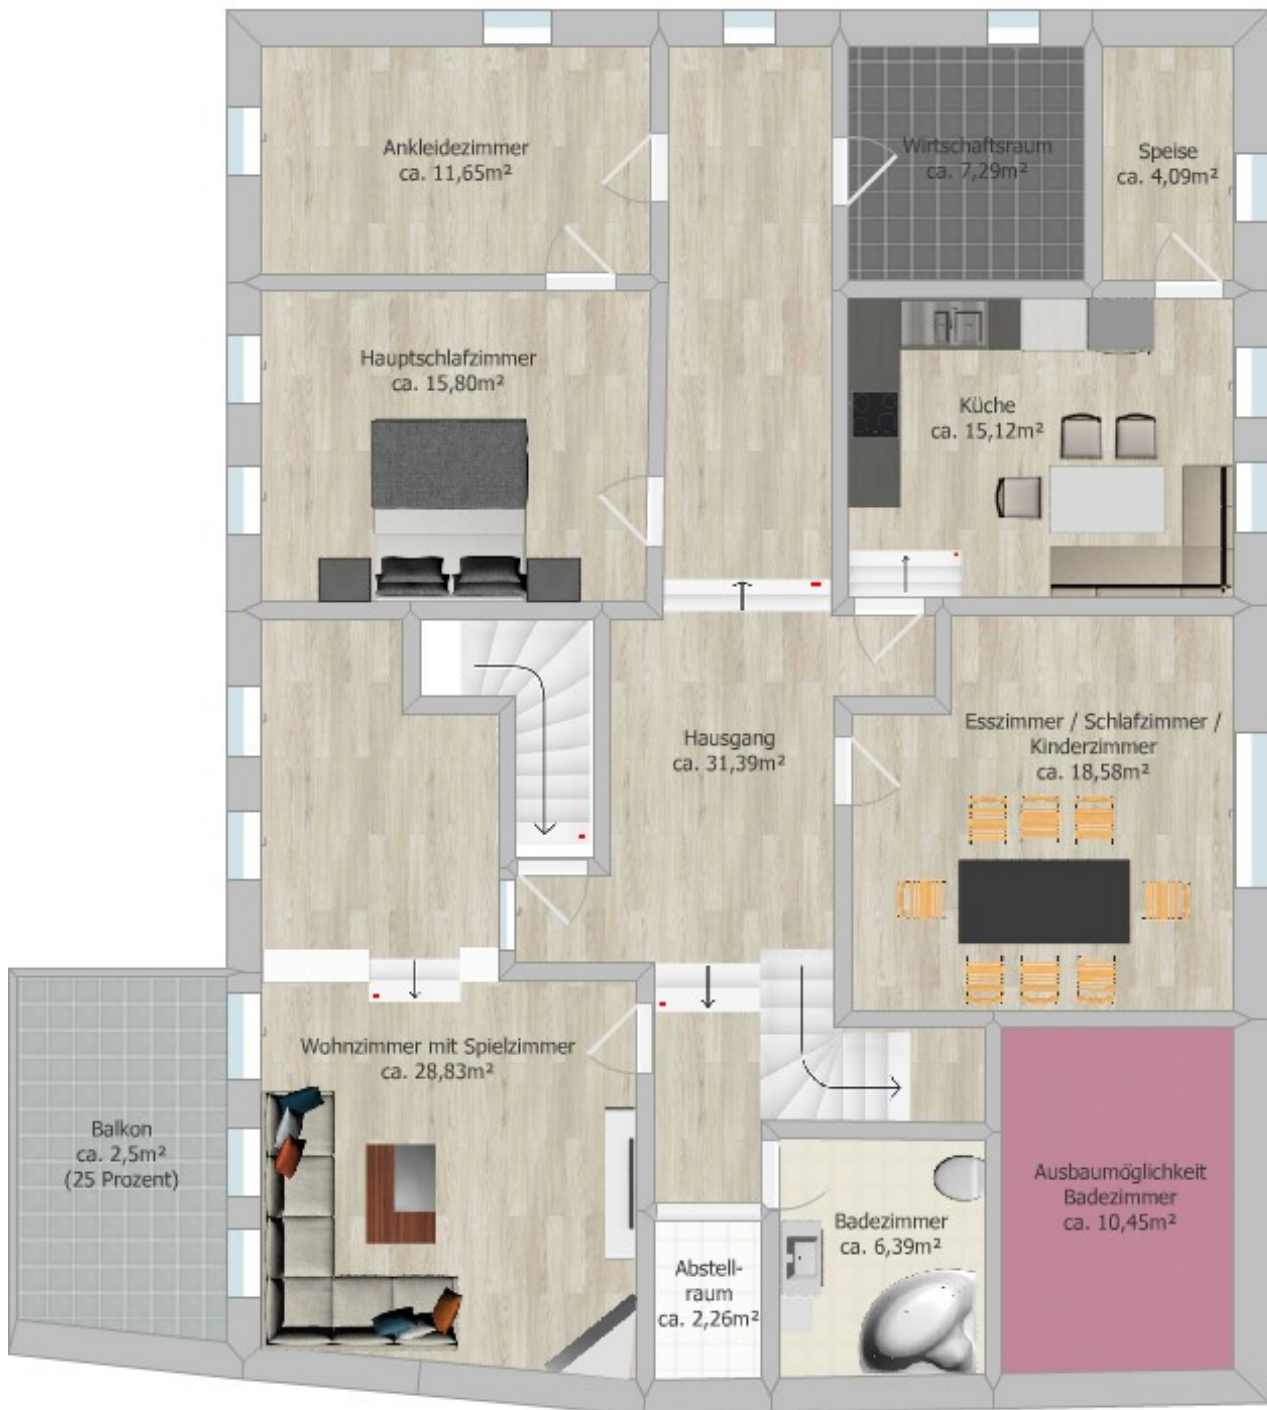 Ankleidezimmer
ca. 11,65m²
Wirtschaftsraum
ca. 7,29m²
Speise
ca. 4,09m²
Hauptschlafzimmer
ca. 15,80m²
Küche
ca. 15,12m²
Hausgang
ca. 31,39m²
Esszimmer / Schlafzimmer /
Kinderzimmer
ca. 18,58m²
Wohnzimmer mit Spielzimmer
ca. 28,83m²
Balkon
ca. 2,5m²
(25 Prozent)
Abstell-
raum
ca. 2,26m²
Badezimmer
ca. 6,39m²
Ausbaumöglichkeit
Badezimmer
ca. 10,45m²